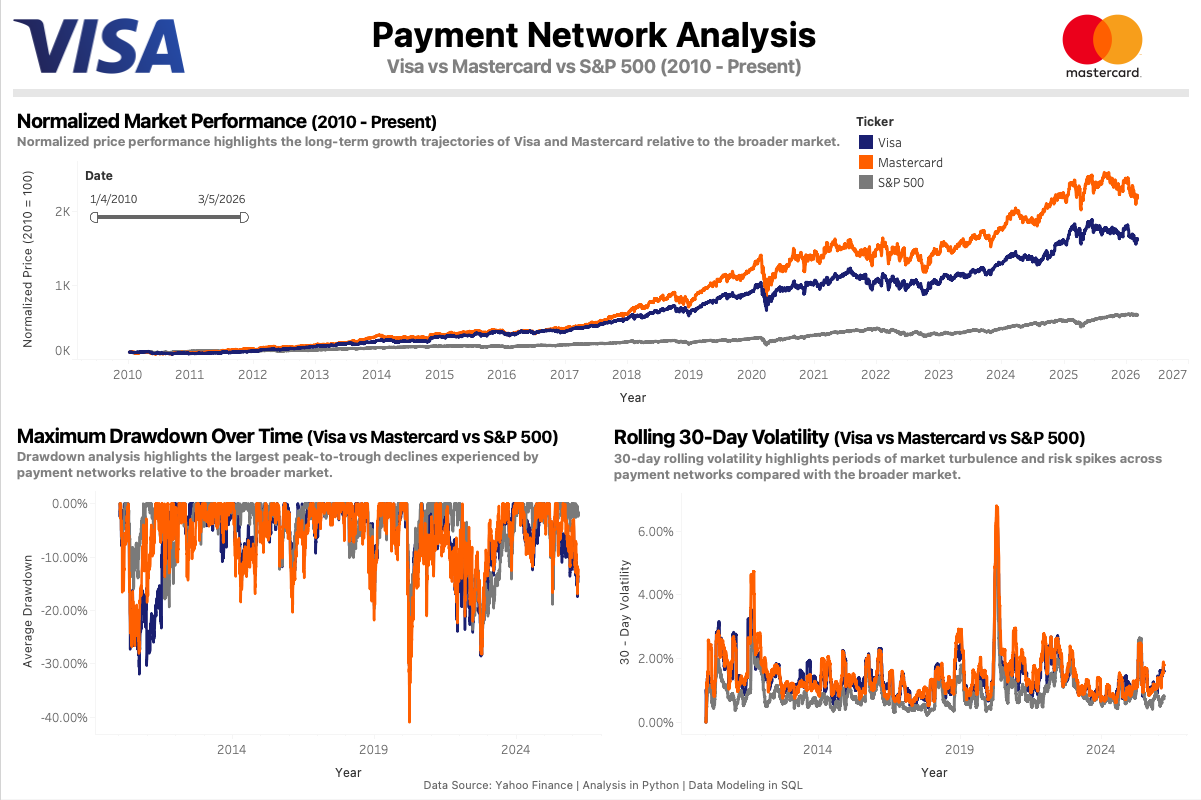 VISA
Payment Network Analysis
Visa vs Mastercard vs S&P 500 (2010 - Present)
mastercard.
Normalized Market Performance (2010 - Present)
Normalized price performance highlights the long-term growth trajectories of Visa and Mastercard relative to the broader market.
Ticker
Visa
Mastercard
S&P 500
Date
1/4/2010 3/5/2026
Normalized Price (2010 = 100)
2K
1K
0K
2010 2011 2012 2013 2014 2015 2016 2017 2018 2019 2020 2021 2022 2023 2024 2025 2026 2027
Year
Maximum Drawdown Over Time (Visa vs Mastercard vs S&P 500)
Drawdown analysis highlights the largest peak-to-trough declines experienced by
payment networks relative to the broader market.
Average Drawdown
0.00%
-10.00%
-20.00%
-30.00%
-40.00%
2014 2019 2024
Year
Rolling 30-Day Volatility (Visa vs Mastercard vs S&P 500)
30-day rolling volatility highlights periods of market turbulence and risk spikes across
payment networks compared with the broader market.
30 - Day Volatility
6.00%
4.00%
2.00%
0.00%
2014 2019 2024
Year
Data Source: Yahoo Finance | Analysis in Python | Data Modeling in SQL